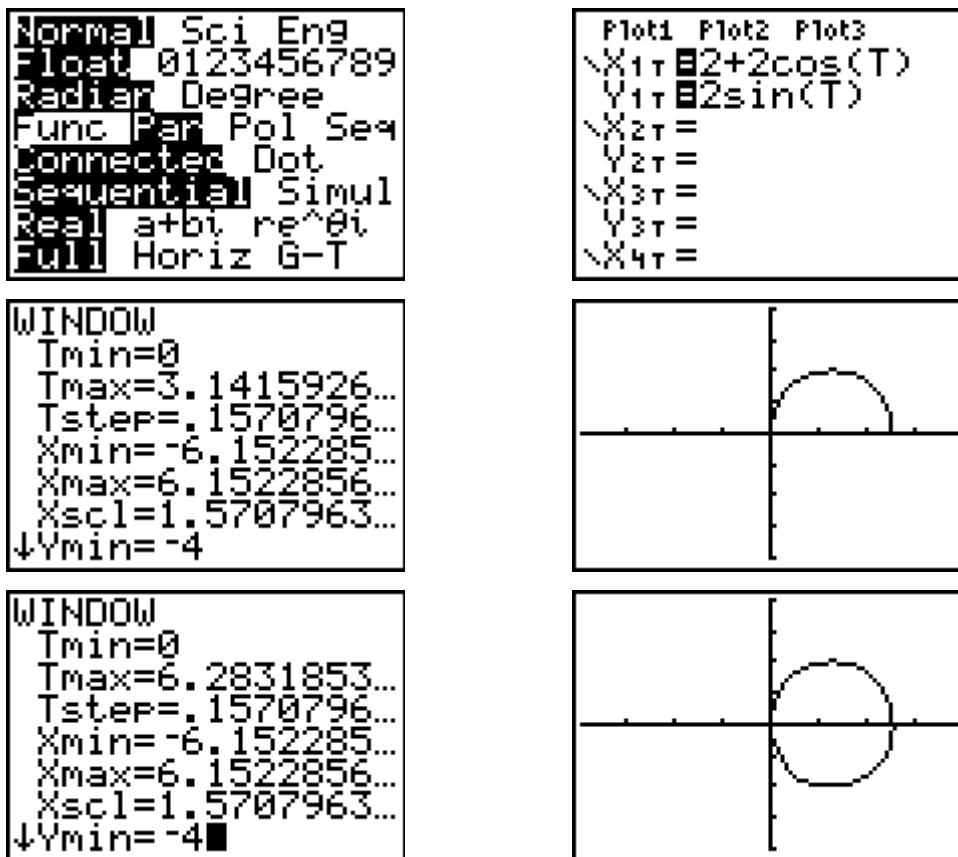 Normal Sci Eng
Float 0123456789
Radian Degree
Func Par Pol Seq
Connected Dot
Sequential Simul
Real a+bi re^θi
Full Horiz G-T
Plot1 Plot2 Plot3
\X1T=2+2cos(T)
Y1T=2sin(T)
\X2T=
Y2T=
\X3T=
Y3T=
\X4T=
WINDOW
Tmin=0
Tmax=3.1415926…
Tstep=.1570796…
Xmin=-6.152285…
Xmax=6.1522856…
Xscl=1.5707963…
↓Ymin=-4
WINDOW
Tmin=0
Tmax=6.2831853…
Tstep=.1570796…
Xmin=-6.152285…
Xmax=6.1522856…
Xscl=1.5707963…
↓Ymin=-4